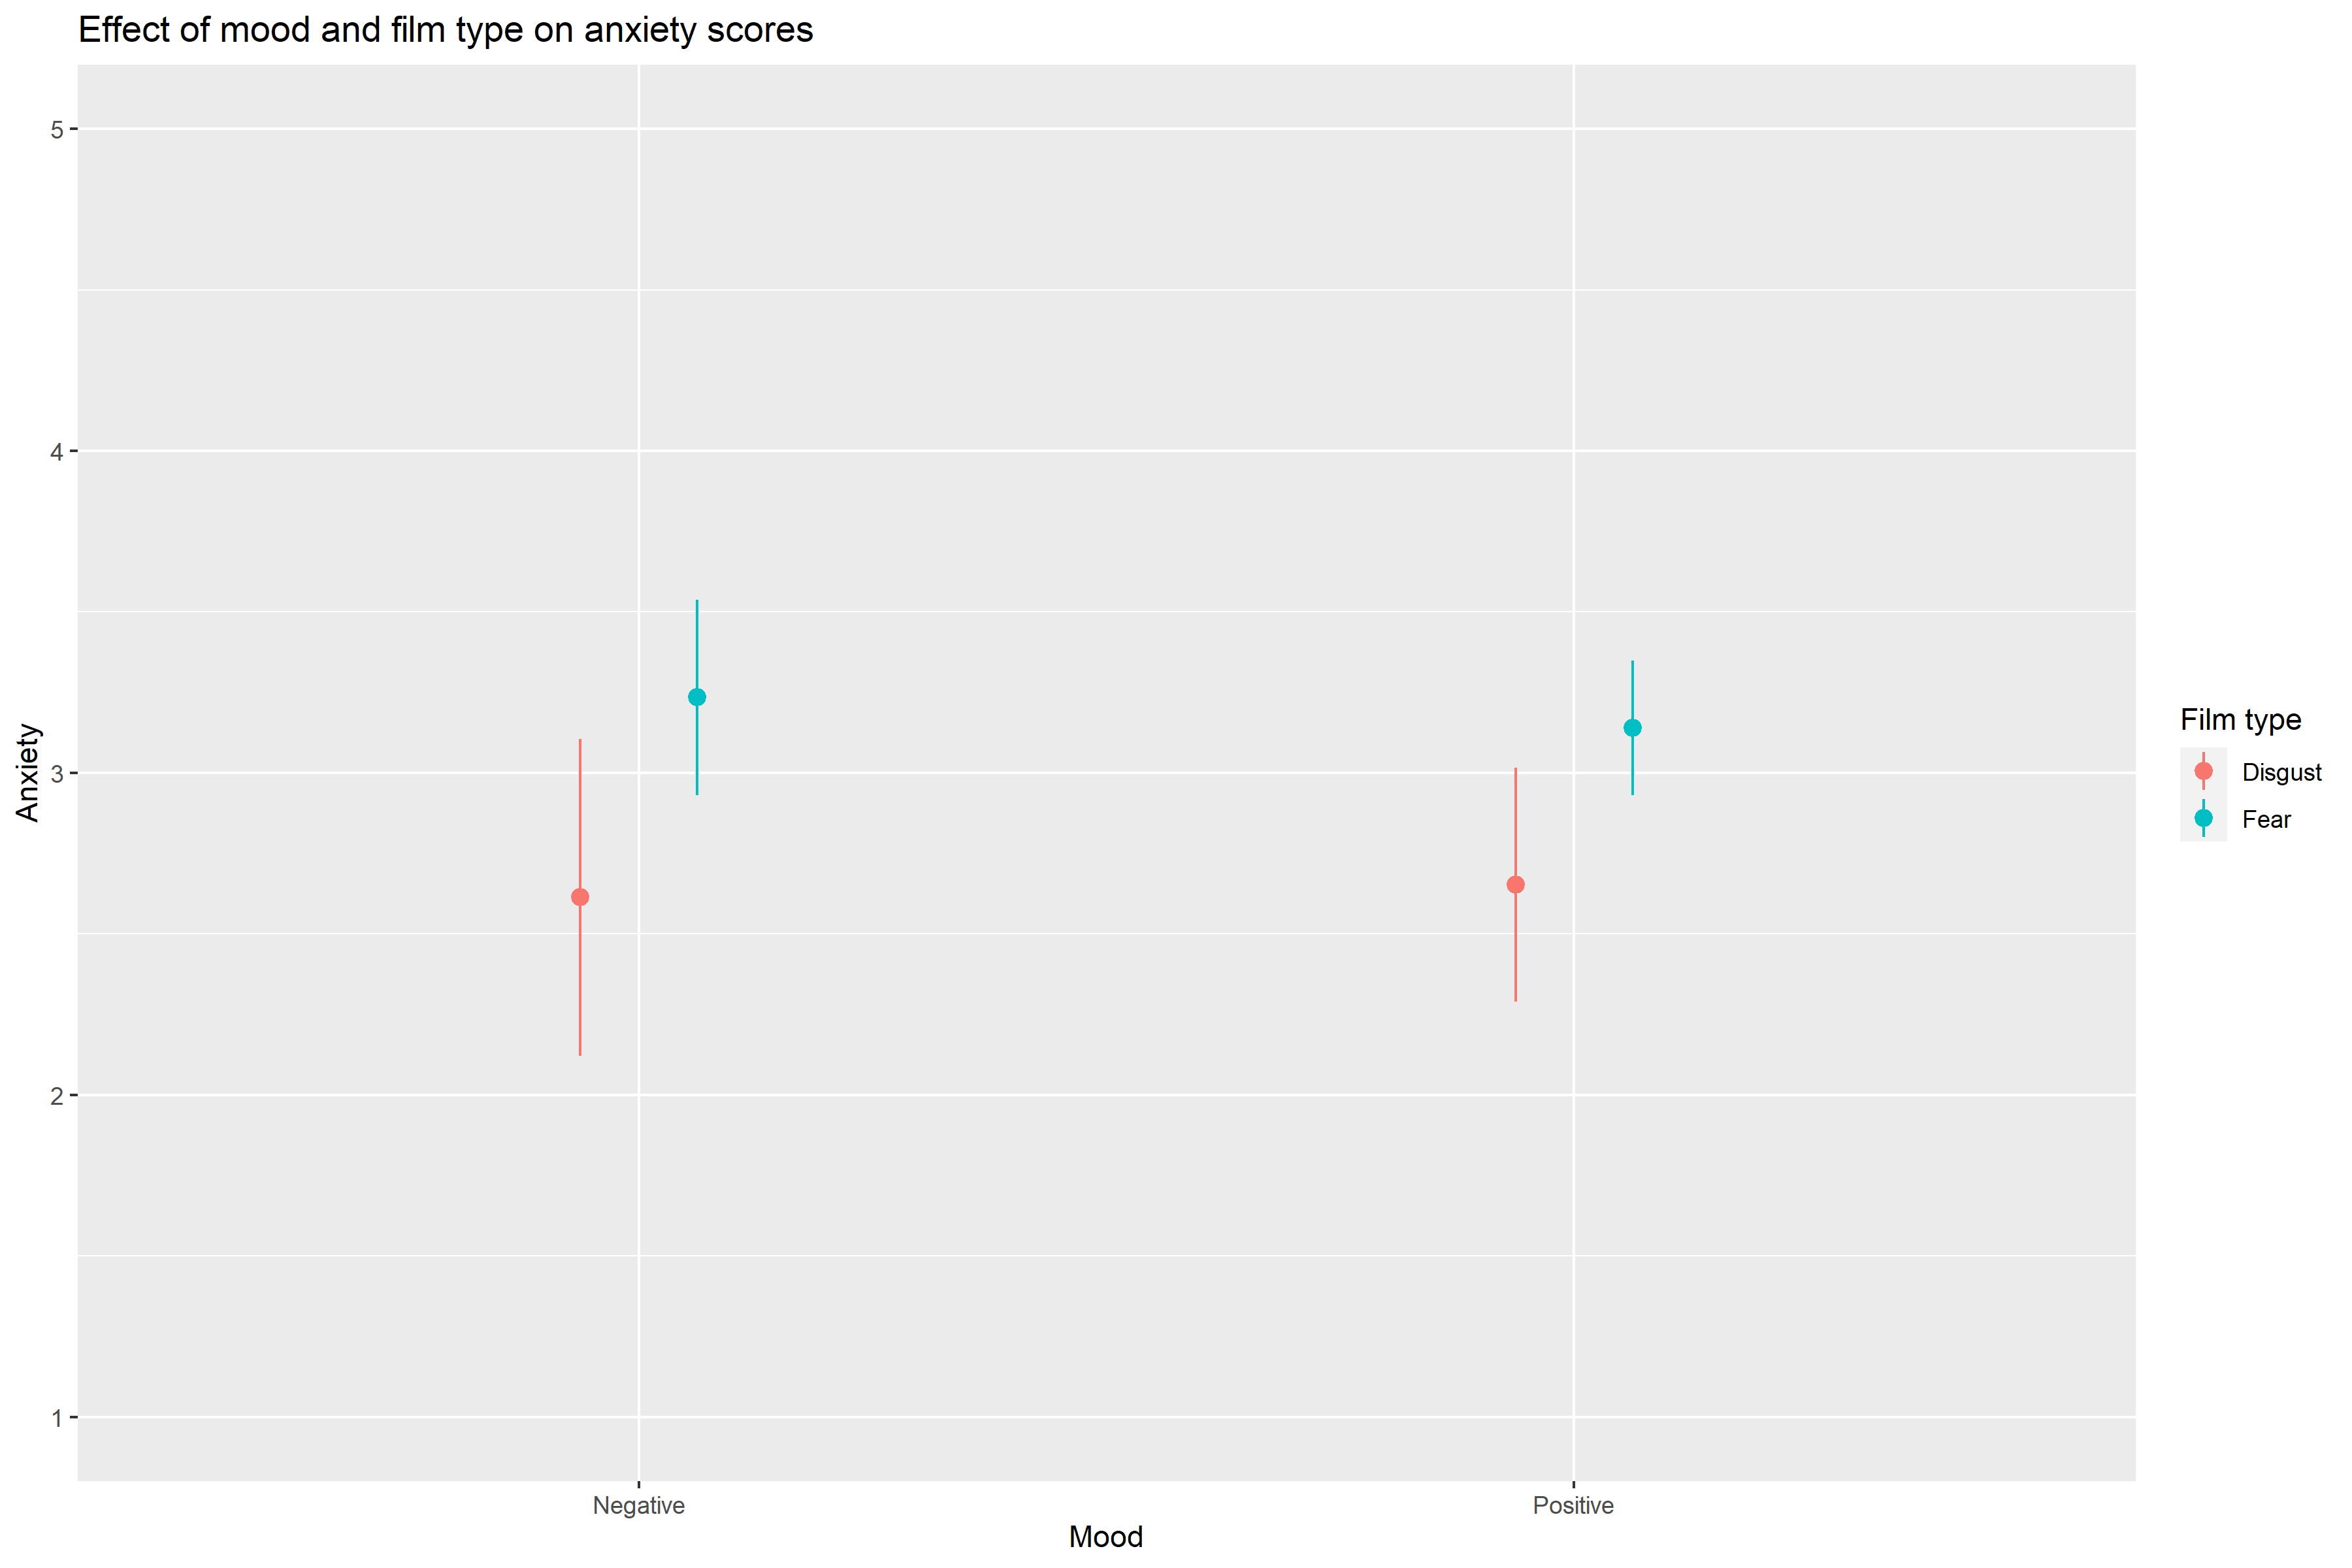 Effect of mood and film type on anxiety scores
5
4
3
2
1
Anxiety
Negative
Positive
Mood
Film type
Disgust
Fear